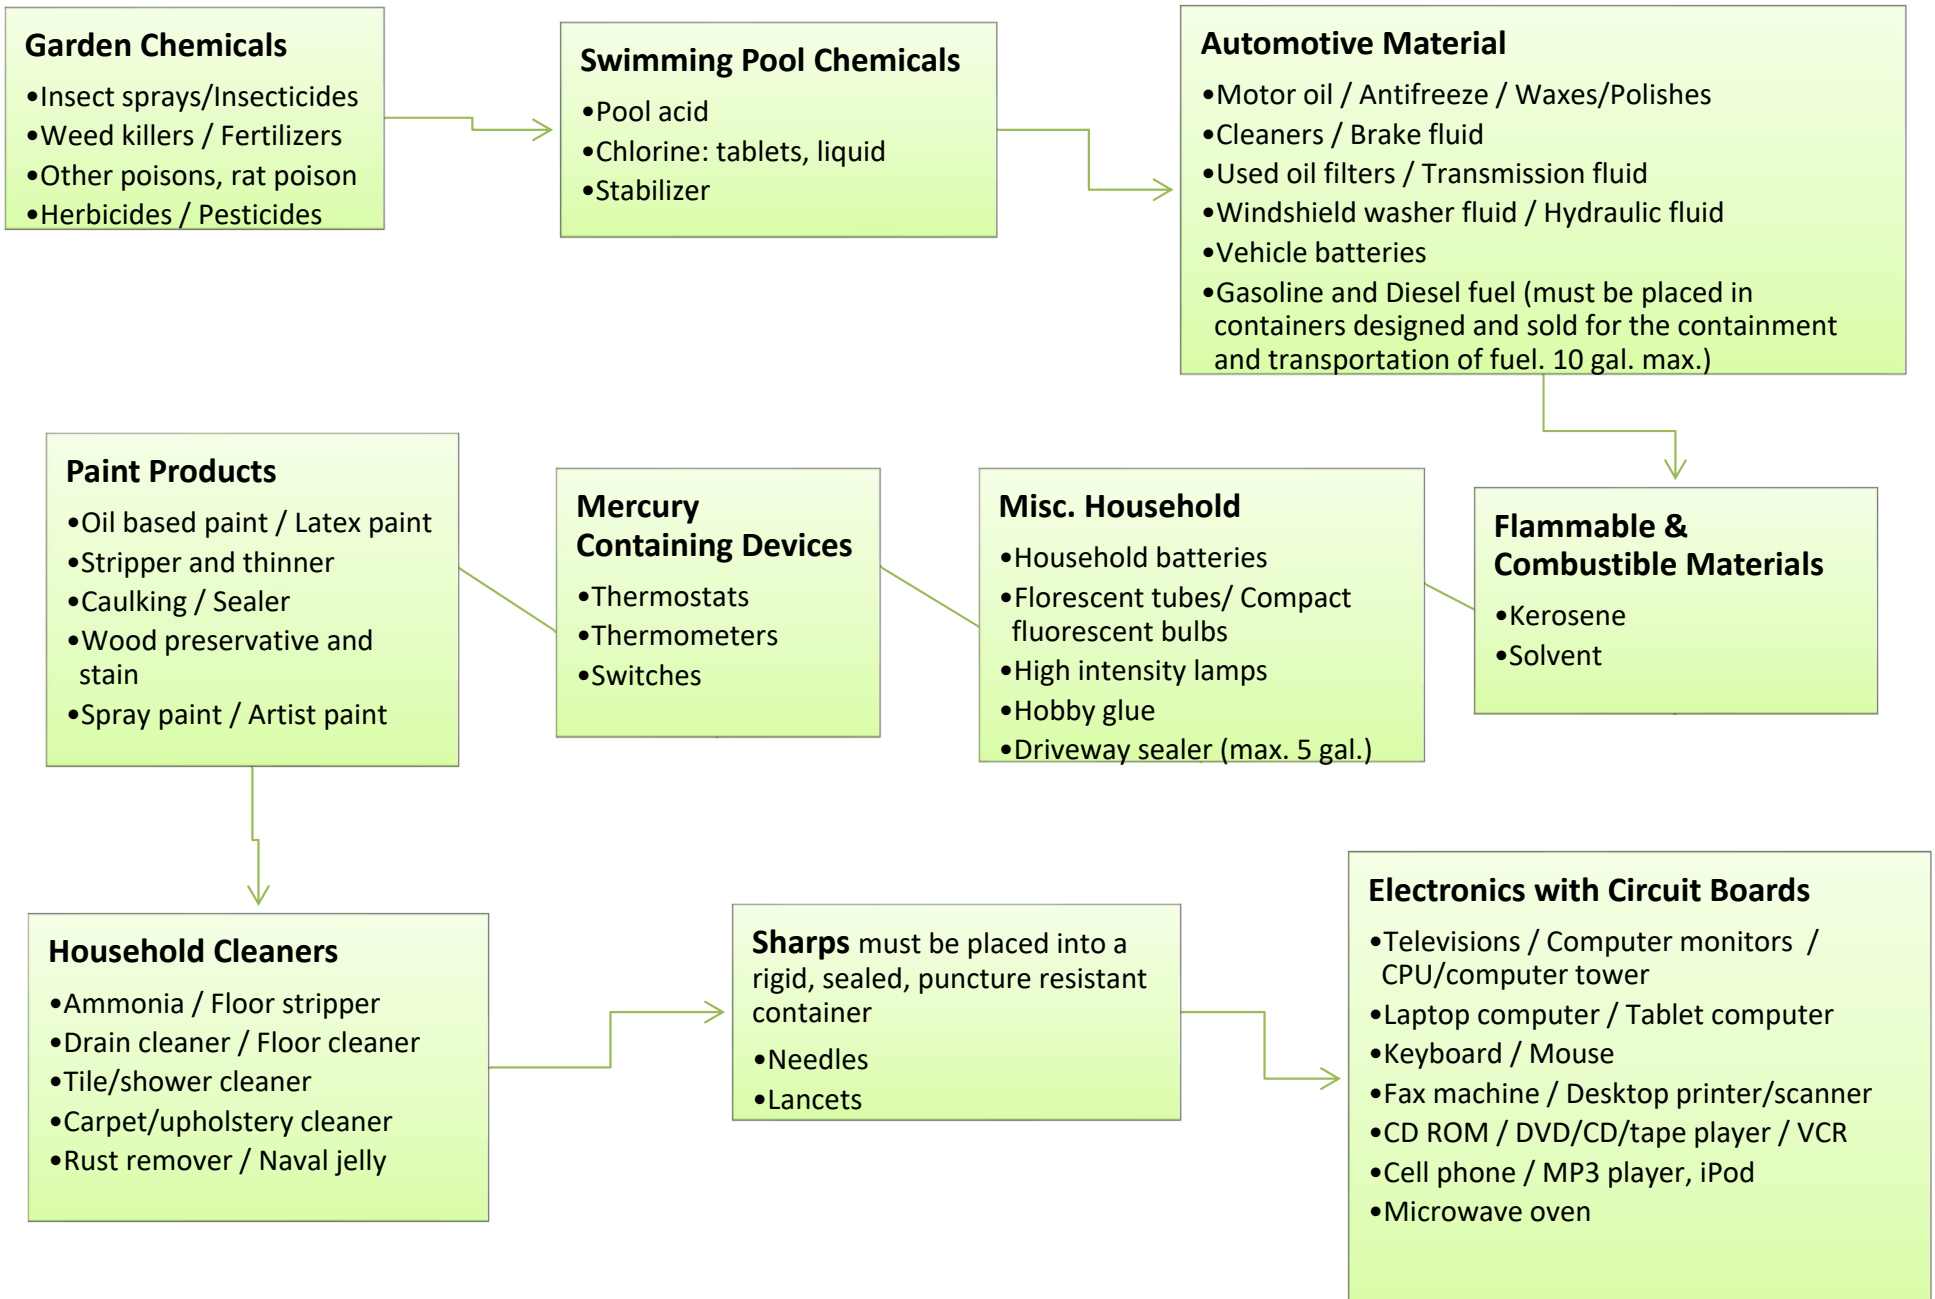 Garden Chemicals
•Insect sprays/Insecticides
•Weed killers / Fertilizers
•Other poisons, rat poison
•Herbicides / Pesticides
Swimming Pool Chemicals
•Pool acid
•Chlorine: tablets, liquid
•Stabilizer
Automotive Material
•Motor oil / Antifreeze / Waxes/Polishes
•Cleaners / Brake fluid
•Used oil filters / Transmission fluid
•Windshield washer fluid / Hydraulic fluid
•Vehicle batteries
•Gasoline and Diesel fuel (must be placed in
containers designed and sold for the containment
and transportation of fuel. 10 gal. max.)
Flammable &
Combustible Materials
•Kerosene
•Solvent
Misc. Household
•Household batteries
•Florescent tubes/ Compact
fluorescent bulbs
•High intensity lamps
•Hobby glue
•Driveway sealer (max. 5 gal.)
Mercury
Containing Devices
•Thermostats
•Thermometers
•Switches
Paint Products
•Oil based paint / Latex paint
•Stripper and thinner
•Caulking / Sealer
•Wood preservative and
stain
•Spray paint / Artist paint
Household Cleaners
•Ammonia / Floor stripper
•Drain cleaner / Floor cleaner
•Tile/shower cleaner
•Carpet/upholstery cleaner
•Rust remover / Naval jelly
Sharps must be placed into a
rigid, sealed, puncture resistant
container
•Needles
•Lancets
Electronics with Circuit Boards
•Televisions / Computer monitors /
CPU/computer tower
•Laptop computer / Tablet computer
•Keyboard / Mouse
•Fax machine / Desktop printer/scanner
•CD ROM / DVD/CD/tape player / VCR
•Cell phone / MP3 player, iPod
•Microwave oven